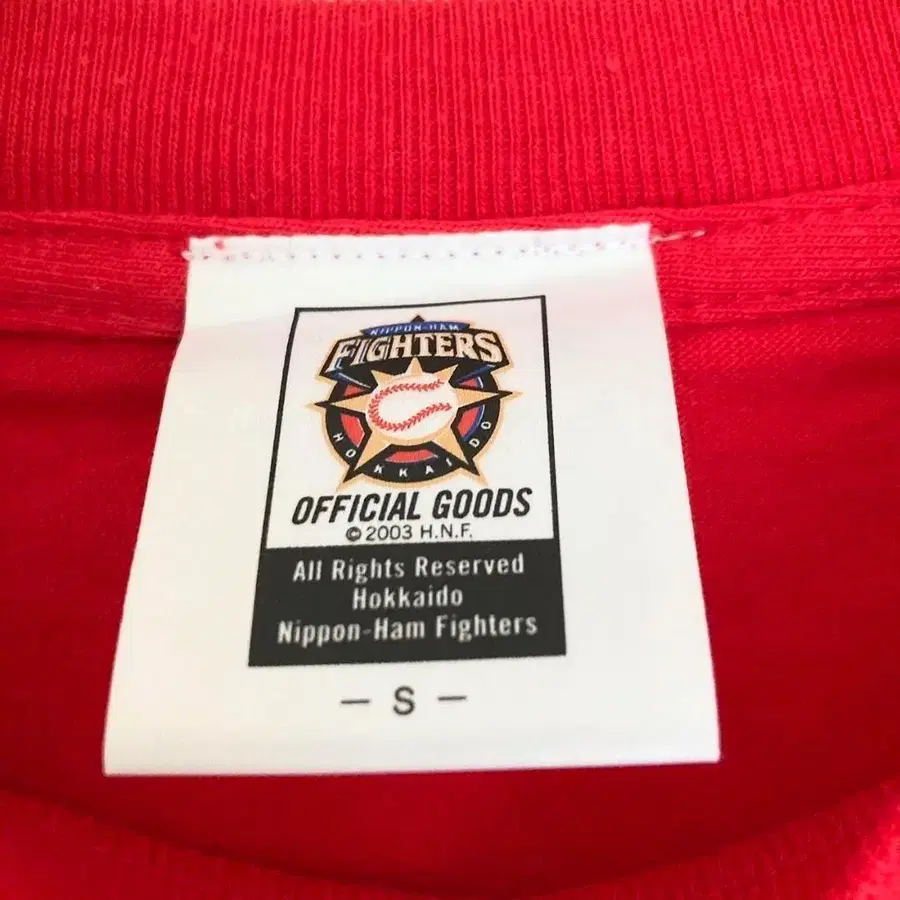 NIPPON-HAM
FIGHTERS
HOKKAIDO
OFFICIAL GOODS
© 2003 H.N.F.
All Rights Reserved
Hokkaido
Nippon-Ham Fighters
— S —